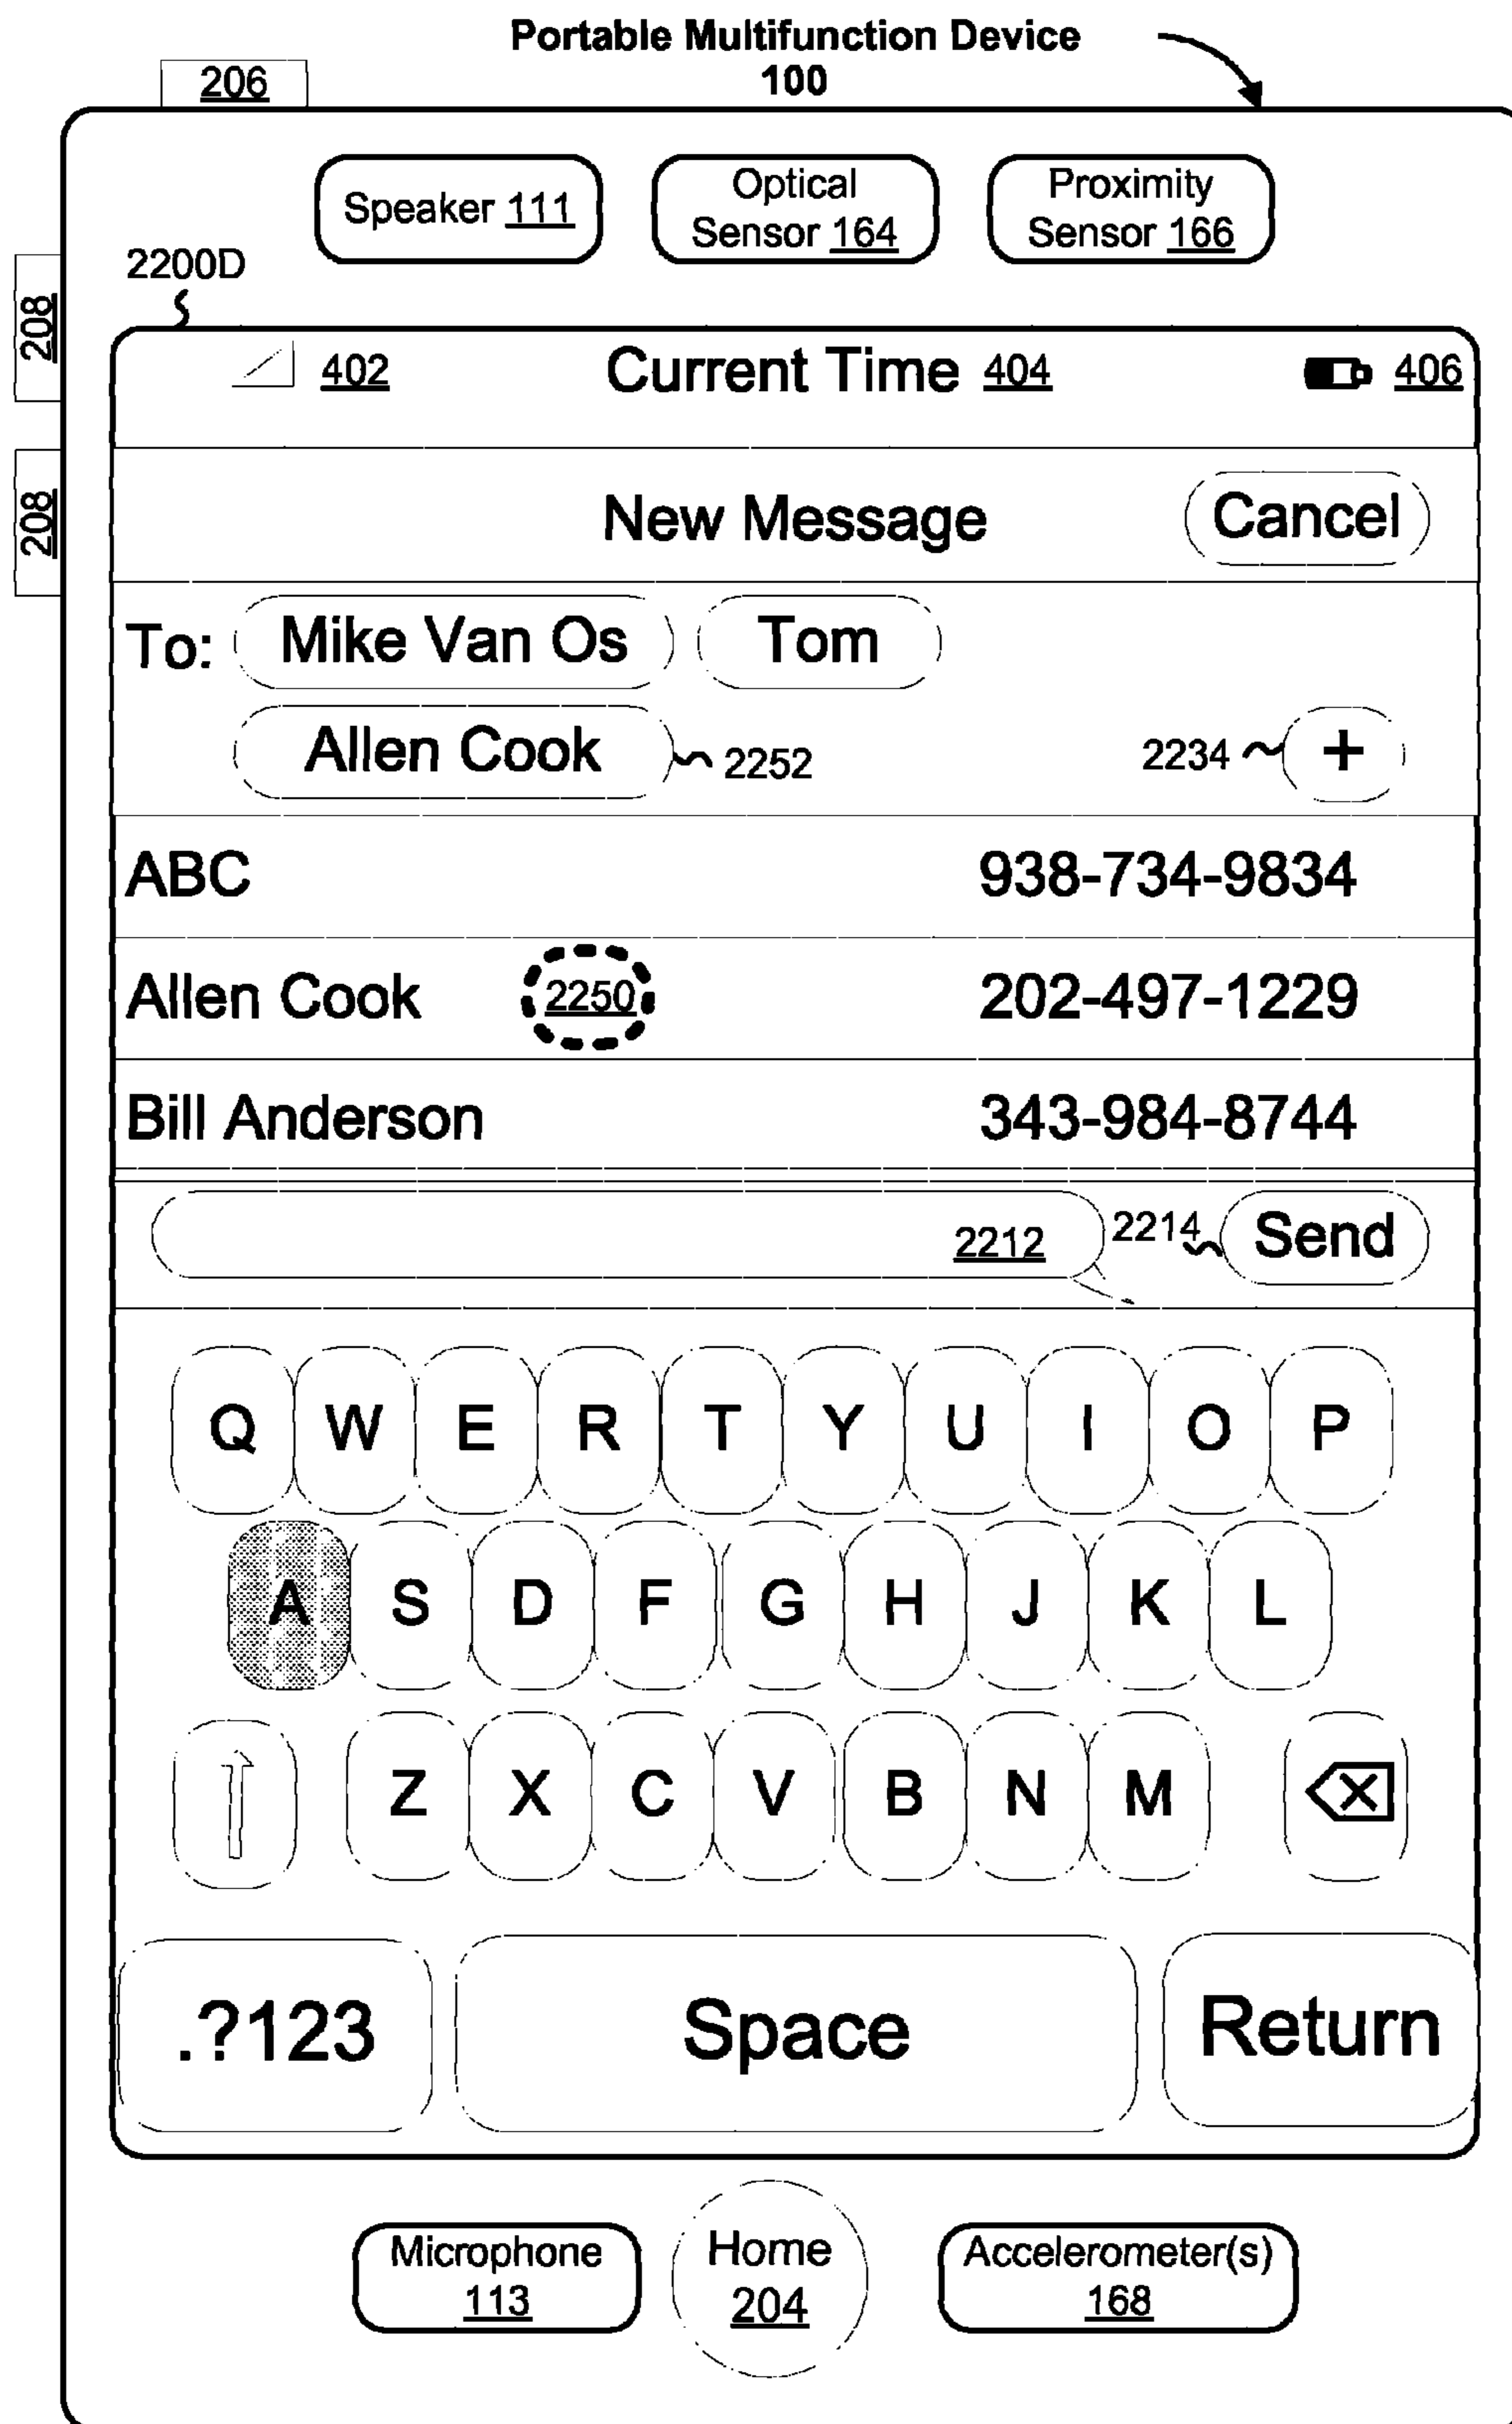 Portable Multifunction Device
100
206
Speaker 111
Optical
Sensor 164
Proximity
Sensor 166
2200D
208
208
402 Current Time 404 406
New Message Cancel
To: Mike Van Os Tom
Allen Cook 2252 2234 +
ABC 938-734-9834
Allen Cook 2250 202-497-1229
Bill Anderson 343-984-8744
2212 2214 Send
Q W E R T Y U I O P
A S D F G H J K L
Z X C V B N M
.?123 Space Return
Microphone
113
Home
204
Accelerometer(s)
168